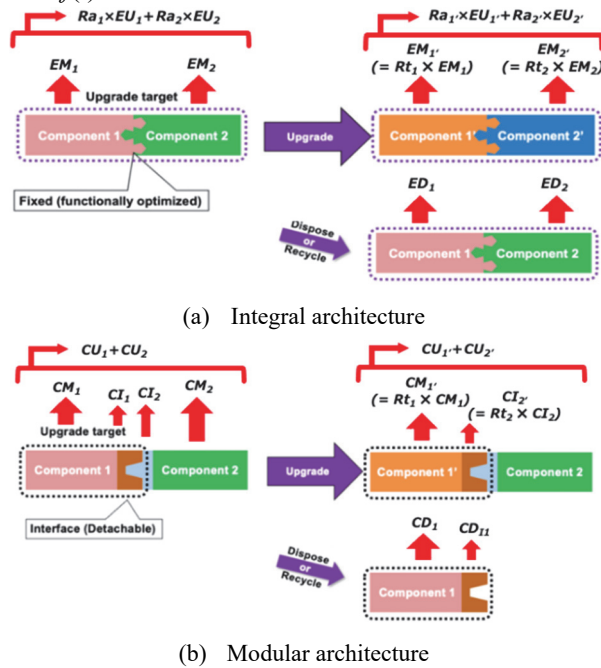 Ra₁×EU₁+Ra₂×EU₂
Ra₁'×EU₁'+Ra₂'×EU₂'
EM₁
EM₂
EM₁'
(= Rt₁ × EM₁)
EM₂'
(= Rt₂ × EM₂)
Upgrade target
Component 1
Component 2
Upgrade
Component 1'
Component 2'
Fixed (functionally optimized)
ED₁
ED₂
Dispose
or
Recycle
Component 1
Component 2
(a) Integral architecture
CU₁+CU₂
CU₁'+CU₂'
CM₁
CI₁
CI₂
CM₂
CM₁'
(= Rt₁ × CM₁)
CI₂'
(= Rt₂ × CI₂)
Upgrade target
Component 1
Component 2
Upgrade
Component 1'
Component 2
Interface (Detachable)
CD₁
CD_I1
Dispose
or
Recycle
Component 1
(b) Modular architecture